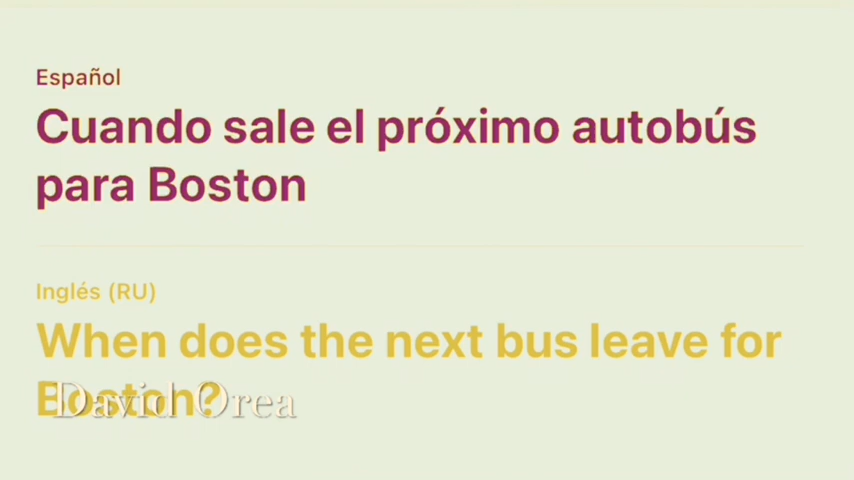 Español
Cuando sale el próximo autobús
para Boston
Inglés (RU)
When does the next bus leave for
Boston?
David Orea